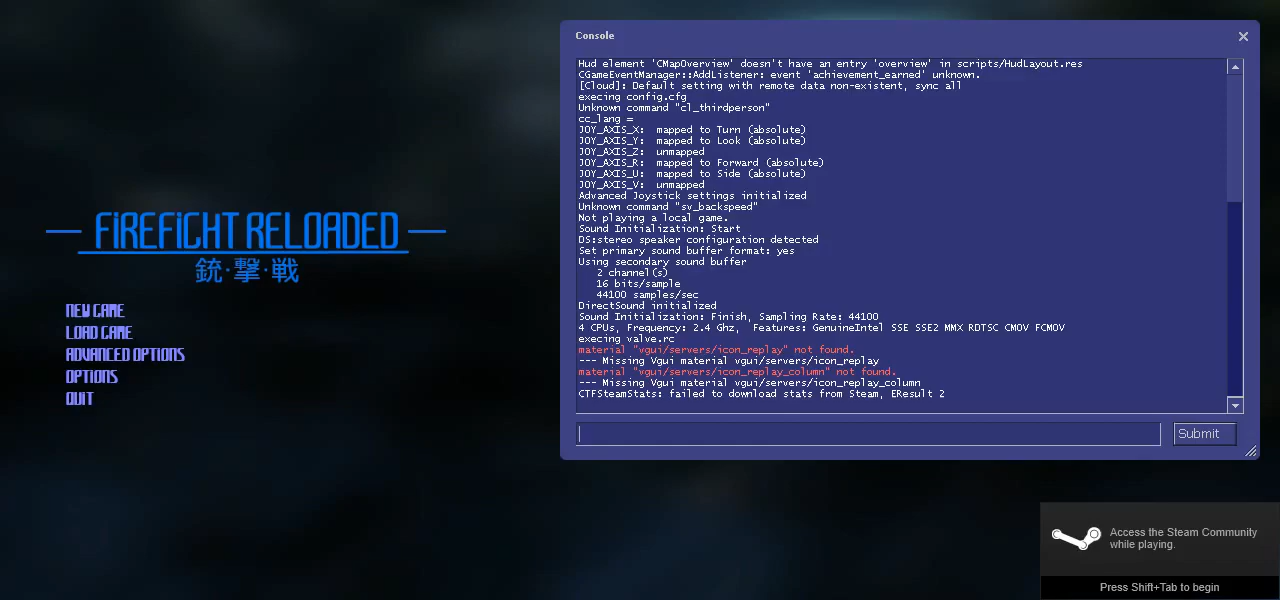 FIREFIGHT RELOADED
銃·撃·戦
NEW GAME
LOAD GAME
ADVANCED OPTIONS
OPTIONS
QUIT
Console
Hud element 'CMapOverview' doesn't have an entry 'overview' in scripts/HudLayout.res
CGameEventManager::AddListener: event 'achievement_earned' unknown.
[Cloud]: Default setting with remote data non-existent, sync all
execing config.cfg
Unknown command "cl_thirdperson"
cc_lang =
JOY_AXIS_X:  mapped to Turn (absolute)
JOY_AXIS_Y:  mapped to Look (absolute)
JOY_AXIS_Z:  unmapped
JOY_AXIS_R:  mapped to Forward (absolute)
JOY_AXIS_U:  mapped to Side (absolute)
JOY_AXIS_V:  unmapped
Advanced Joystick settings initialized
Unknown command "sv_backspeed"
Not playing a local game.
Sound Initialization: Start
DS:stereo speaker configuration detected
Set primary sound buffer format: yes
Using secondary sound buffer
   2 channel(s)
   16 bits/sample
   44100 samples/sec
DirectSound initialized
Sound Initialization: Finish, Sampling Rate: 44100
4 CPUs, Frequency: 2.4 Ghz,  Features: GenuineIntel SSE SSE2 MMX RDTSC CMOV FCMOV
execing valve.rc
material "vgui/servers/icon_replay" not found.
--- Missing Vgui material vgui/servers/icon_replay
material "vgui/servers/icon_replay_column" not found.
--- Missing Vgui material vgui/servers/icon_replay_column
CTFSteamStats: failed to download stats from Steam, EResult 2
Submit
Access the Steam Community
while playing.
Press Shift+Tab to begin